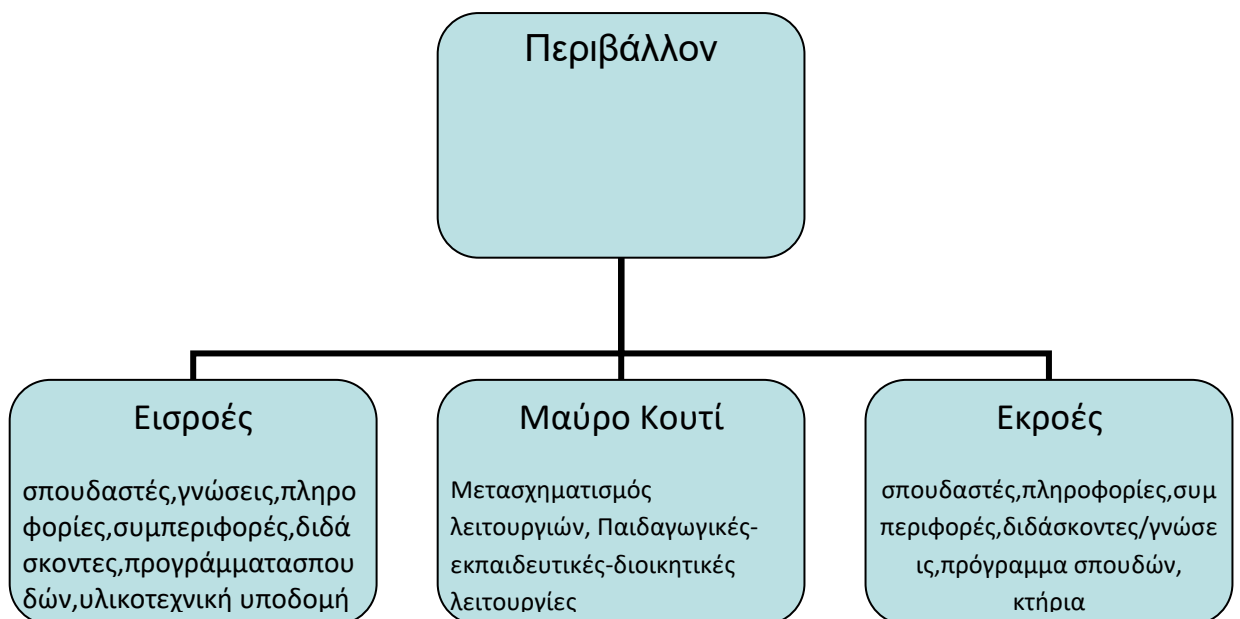 Περιβάλλον
Εισροές
σπουδαστές,γνώσεις,πληρο
φορίες,συμπεριφορές,διδά
σκοντες,προγράμματασπου
δών,υλικοτεχνική υποδομή
Μαύρο Κουτί
Μετασχηματισμός
λειτουργιών, Παιδαγωγικές-
εκπαιδευτικές-διοικητικές
λειτουργίες
Εκροές
σπουδαστές,πληροφορίες,συμ
περιφορές,διδάσκοντες/γνώσε
ις,πρόγραμμα σπουδών,
κτήρια